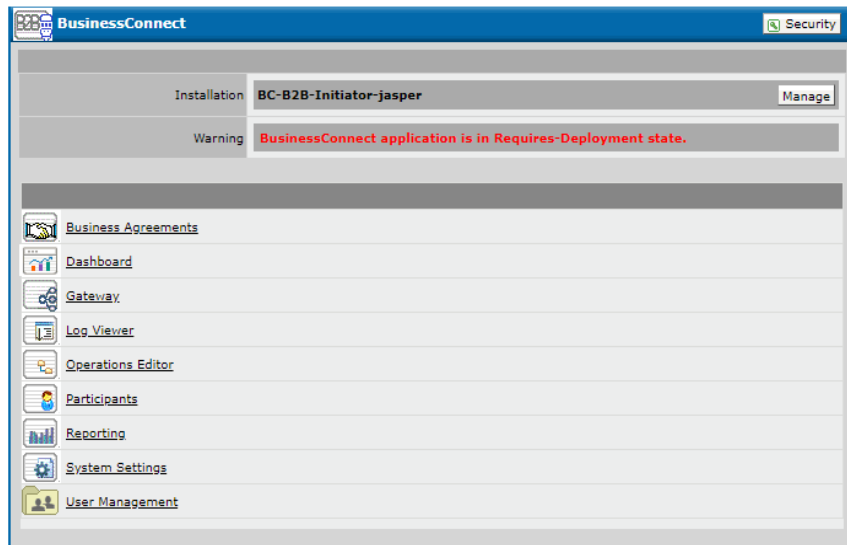 B2B BusinessConnect
Security
Installation BC-B2B-Initiator-jasper Manage
Warning BusinessConnect application is in Requires-Deployment state.
Business Agreements
Dashboard
Gateway
Log Viewer
Operations Editor
Participants
Reporting
System Settings
User Management